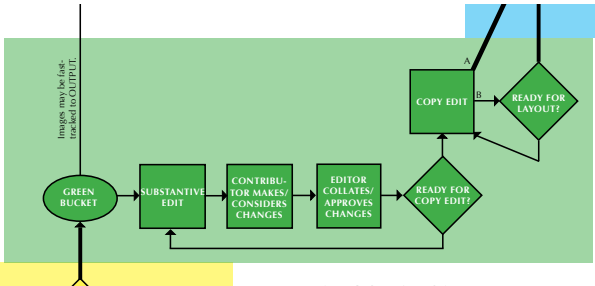 Images may be fast-
tracked to OUTPUT.
GREEN
BUCKET
SUBSTANTIVE
EDIT
CONTRIBU-
TOR MAKES/
CONSIDERS
CHANGES
EDITOR
COLLATES/
APPROVES
CHANGES
READY FOR
COPY EDIT?
COPY EDIT
A
B
READY FOR
LAYOUT?